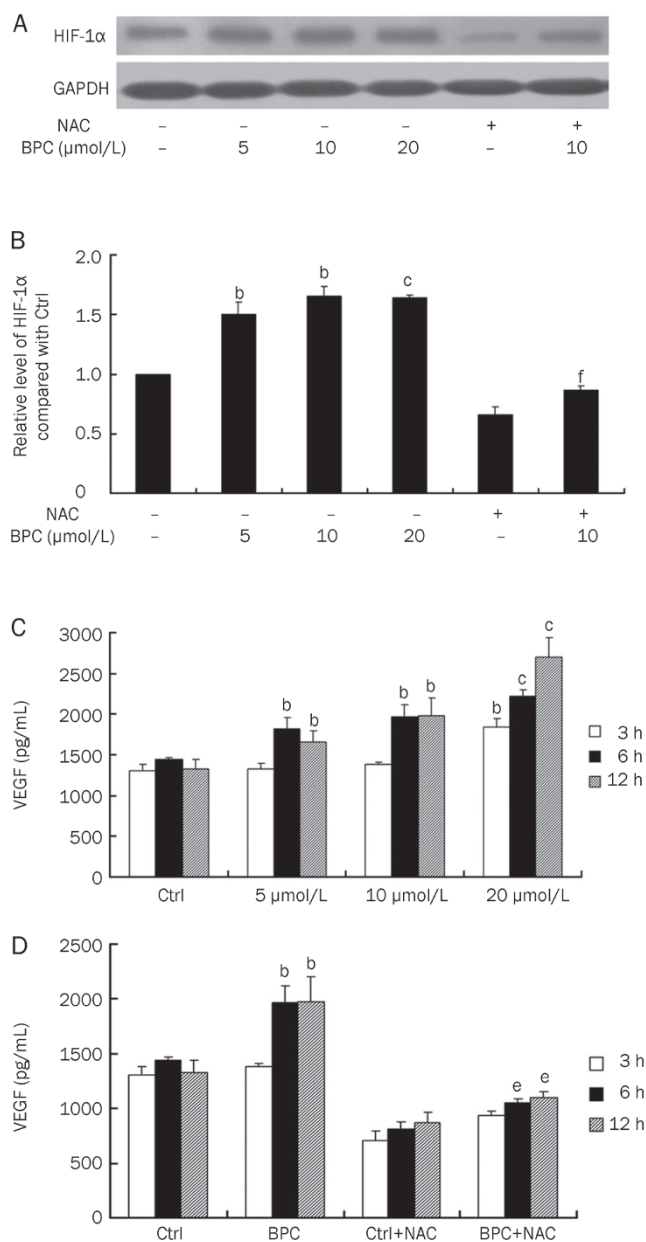 A
HIF-1α
GAPDH
NAC – – – – + +
BPC (μmol/L) – 5 10 20 – 10
B
Relative level of HIF-1α
compared with Ctrl
2.0
1.5
1.0
0.5
0
b b c f
NAC – – – – + +
BPC (μmol/L) – 5 10 20 – 10
C
VEGF (pg/mL)
3000
2500
2000
1500
1000
500
0
b b b b b c c
3 h
6 h
12 h
Ctrl 5 μmol/L 10 μmol/L 20 μmol/L
D
VEGF (pg/mL)
2500
2000
1500
1000
500
0
b b e e
3 h
6 h
12 h
Ctrl BPC Ctrl+NAC BPC+NAC